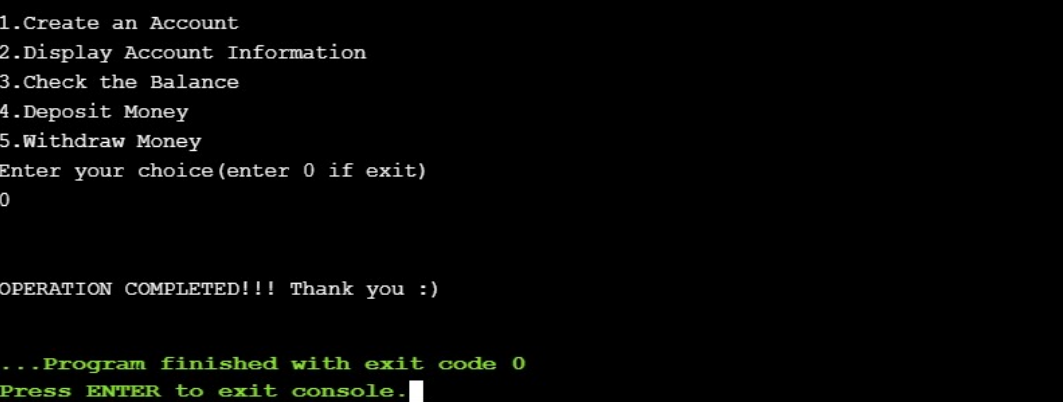 1.Create an Account
2.Display Account Information
3.Check the Balance
4.Deposit Money
5.Withdraw Money
Enter your choice(enter 0 if exit)
0
OPERATION COMPLETED!!! Thank you :)
...Program finished with exit code 0
Press ENTER to exit console.